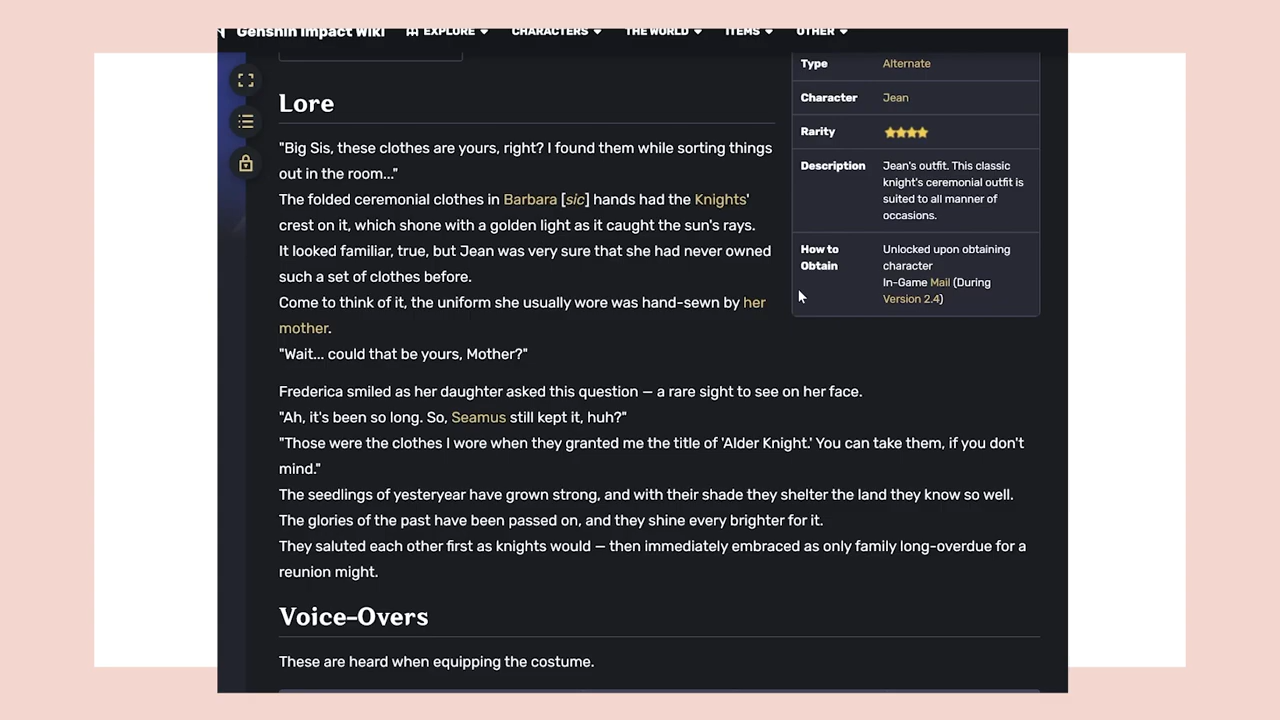 Genshin Impact Wiki EXPLORE CHARACTERS THE WORLD ITEMS OTHER
Lore
"Big Sis, these clothes are yours, right? I found them while sorting things
out in the room..."
The folded ceremonial clothes in Barbara [sic] hands had the Knights'
crest on it, which shone with a golden light as it caught the sun's rays.
It looked familiar, true, but Jean was very sure that she had never owned
such a set of clothes before.
Come to think of it, the uniform she usually wore was hand-sewn by her
mother.
"Wait... could that be yours, Mother?"
Frederica smiled as her daughter asked this question — a rare sight to see on her face.
"Ah, it's been so long. So, Seamus still kept it, huh?"
"Those were the clothes I wore when they granted me the title of 'Alder Knight.' You can take them, if you don't
mind."
The seedlings of yesteryear have grown strong, and with their shade they shelter the land they know so well.
The glories of the past have been passed on, and they shine every brighter for it.
They saluted each other first as knights would — then immediately embraced as only family long-overdue for a
reunion might.
Voice-Overs
These are heard when equipping the costume.
Type Alternate
Character Jean
Rarity
Description Jean's outfit. This classic
knight's ceremonial outfit is
suited to all manner of
occasions.
How to Unlocked upon obtaining
Obtain character
In-Game Mail (During
Version 2.4)